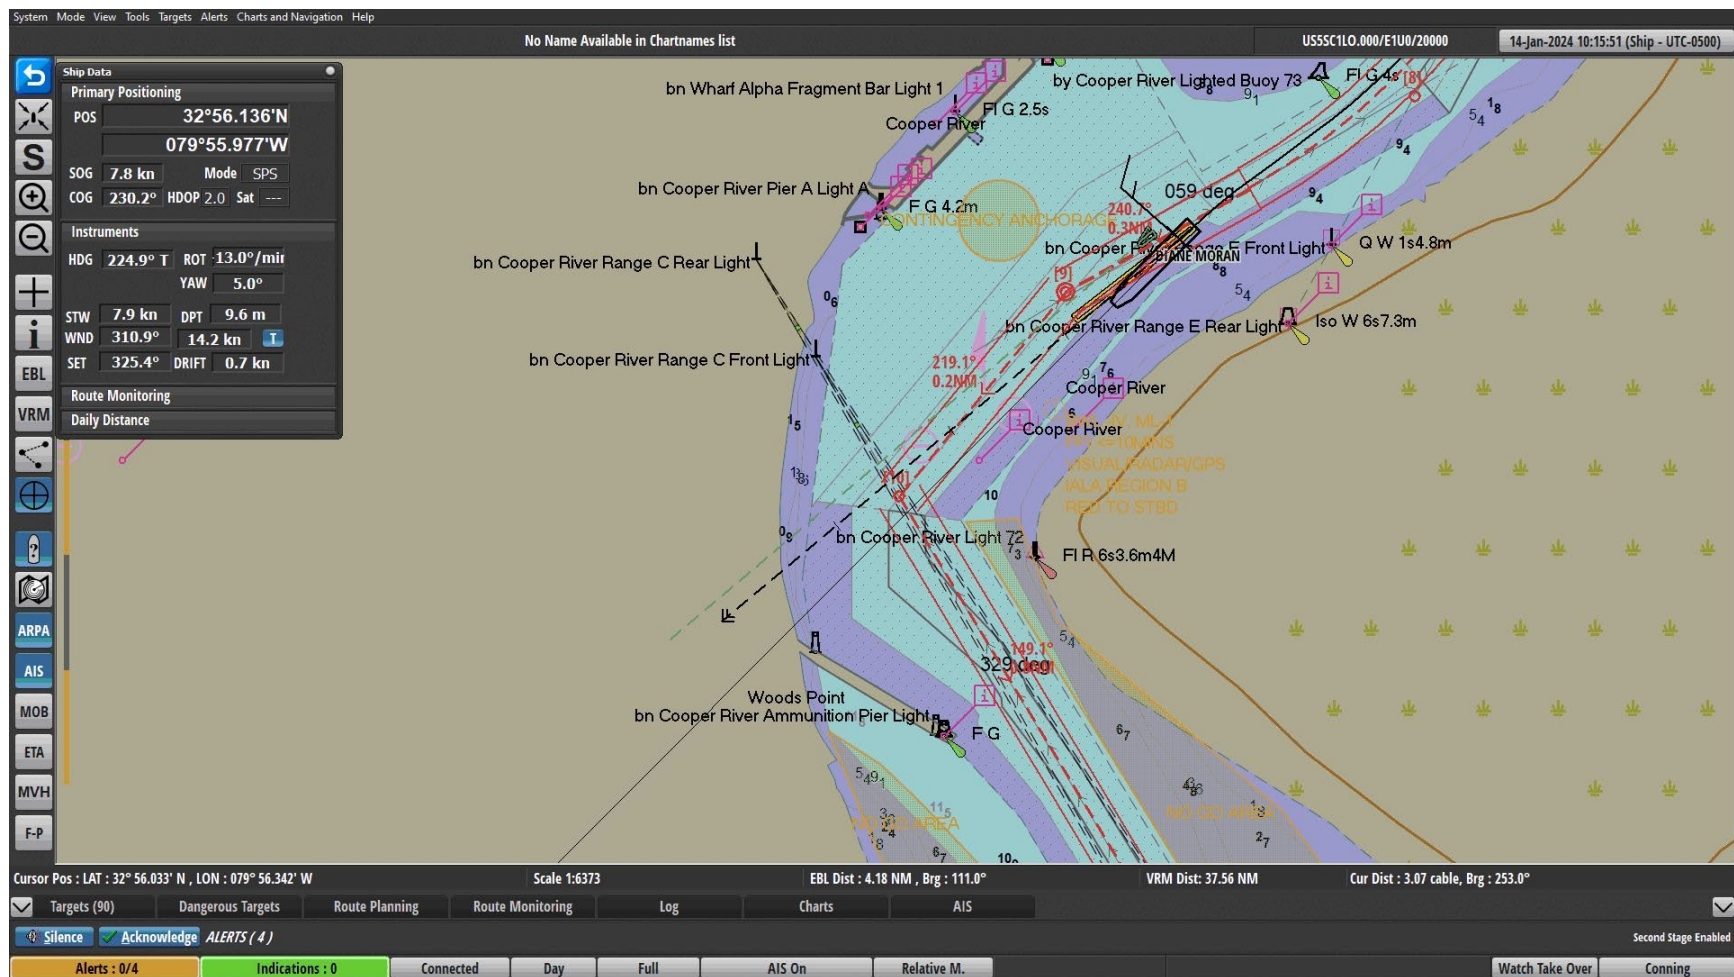 System Mode View Tools Targets Alerts Charts and Navigation Help
No Name Available in Chartnames list
US5SC1LO.000/E1U0/20000
14-Jan-2024 10:15:51 (Ship - UTC-0500)
Ship Data
Primary Positioning
POS 32°56.136'N
079°55.977'W
SOG 7.8 kn Mode SPS
COG 230.2° HDOP 2.0 Sat ---
Instruments
HDG 224.9° T ROT -13.0°/min
YAW 5.0°
STW 7.9 kn DPT 9.6 m
WND 310.9° 14.2 kn T
SET 325.4° DRIFT 0.7 kn
Route Monitoring
Daily Distance
S
EBL
VRM
ARPA
AIS
MOB
ETA
MVH
F-P
bn Wharf Alpha Fragment Bar Light 1
Fl G 2.5s
Cooper River
by Cooper River Lighted Buoy 73
Fl G 4s
[8]
bn Cooper River Pier A Light A
F G 4.2m
CONTINGENCY ANCHORAGE
059 deg
240.7°
0.3NM
bn Cooper River Range E Front Light
Q W 1s4.8m
DIANE MORAN
bn Cooper River Range C Rear Light
[9]
bn Cooper River Range E Rear Light
Iso W 6s7.3m
bn Cooper River Range C Front Light
219.1°
0.2NM
Cooper River
Cooper River
VISUAL/RADAR/GPS
IALA REGION B
RED TO STBD
[10]
bn Cooper River Light 72
Fl R 6s3.6m4M
149.1°
329 deg
Woods Point
bn Cooper River Ammunition Pier Light
F G
NO GO AREA
NO GO AREA
Cursor Pos : LAT : 32° 56.033' N , LON : 079° 56.342' W
Scale 1:6373
EBL Dist : 4.18 NM , Brg : 111.0°
VRM Dist: 37.56 NM
Cur Dist : 3.07 cable, Brg : 253.0°
Targets (90) Dangerous Targets Route Planning Route Monitoring Log Charts AIS
Silence Acknowledge ALERTS ( 4 )
Second Stage Enabled
Alerts : 0/4 Indications : 0 Connected Day Full AIS On Relative M. Watch Take Over Conning